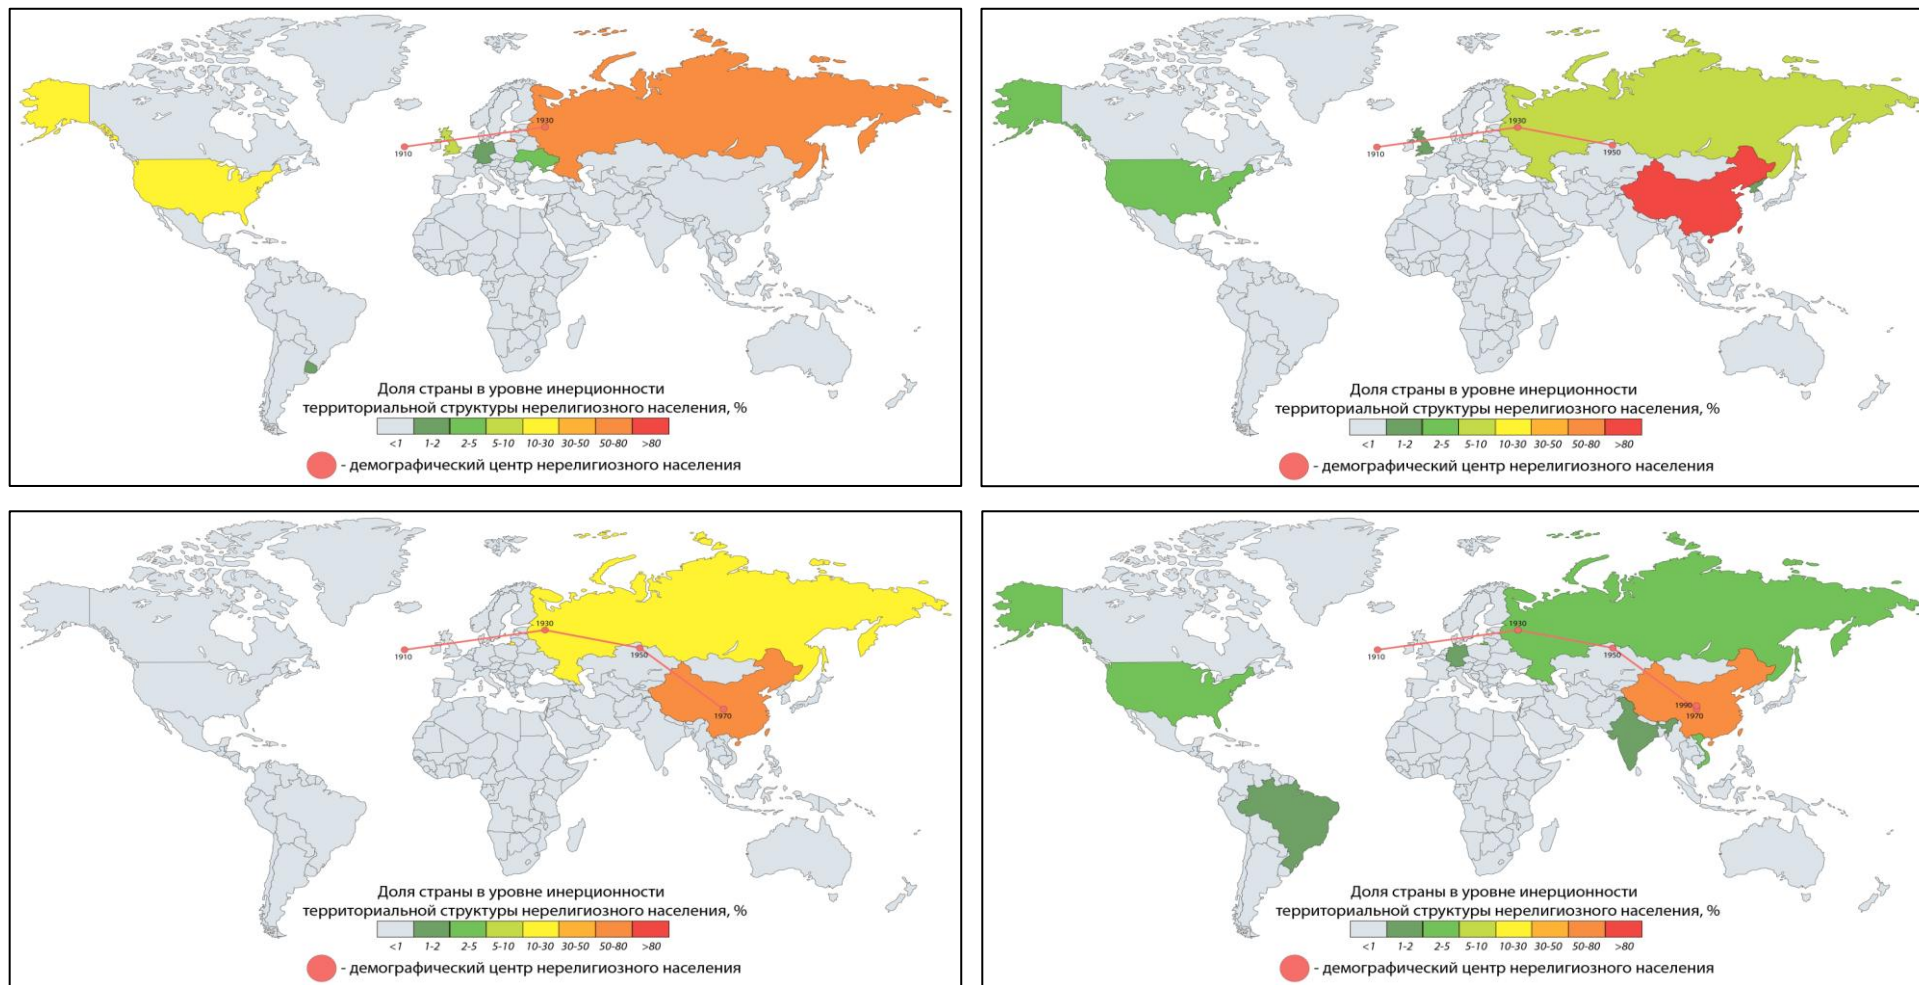 1930
1910
Доля страны в уровне инерционности
территориальной структуры нерелигиозного населения, %
<1 1-2 2-5 5-10 10-30 30-50 50-80 >80
- демографический центр нерелигиозного населения
1930
1910
1950
Доля страны в уровне инерционности
территориальной структуры нерелигиозного населения, %
<1 1-2 2-5 5-10 10-30 30-50 50-80 >80
- демографический центр нерелигиозного населения
1930
1910
1950
1970
Доля страны в уровне инерционности
территориальной структуры нерелигиозного населения, %
<1 1-2 2-5 5-10 10-30 30-50 50-80 >80
- демографический центр нерелигиозного населения
1930
1910
1950
1990
1970
Доля страны в уровне инерционности
территориальной структуры нерелигиозного населения, %
<1 1-2 2-5 5-10 10-30 30-50 50-80 >80
- демографический центр нерелигиозного населения